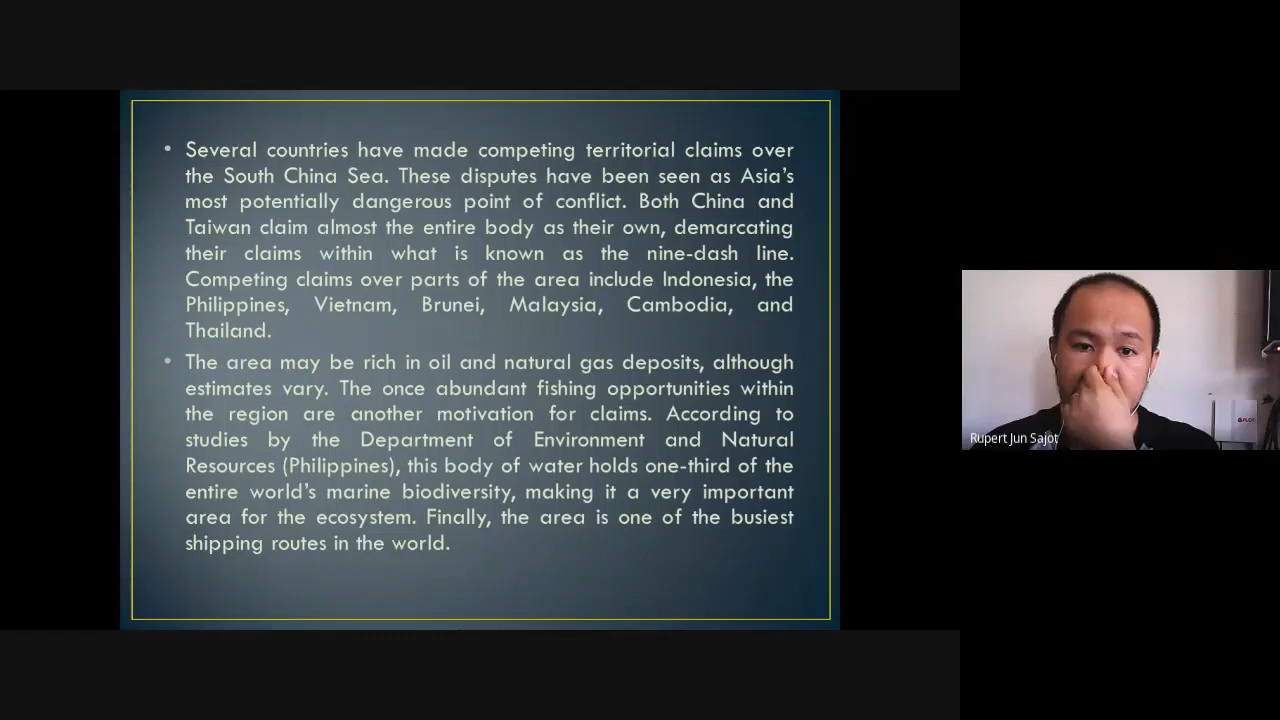 • Several countries have made competing territorial claims over
the South China Sea. These disputes have been seen as Asia’s
most potentially dangerous point of conflict. Both China and
Taiwan claim almost the entire body as their own, demarcating
their claims within what is known as the nine-dash line.
Competing claims over parts of the area include Indonesia, the
Philippines, Vietnam, Brunei, Malaysia, Cambodia, and
Thailand.
• The area may be rich in oil and natural gas deposits, although
estimates vary. The once abundant fishing opportunities within
the region are another motivation for claims. According to
studies by the Department of Environment and Natural
Resources (Philippines), this body of water holds one-third of the
entire world’s marine biodiversity, making it a very important
area for the ecosystem. Finally, the area is one of the busiest
shipping routes in the world.
Rupert Jun Sajot